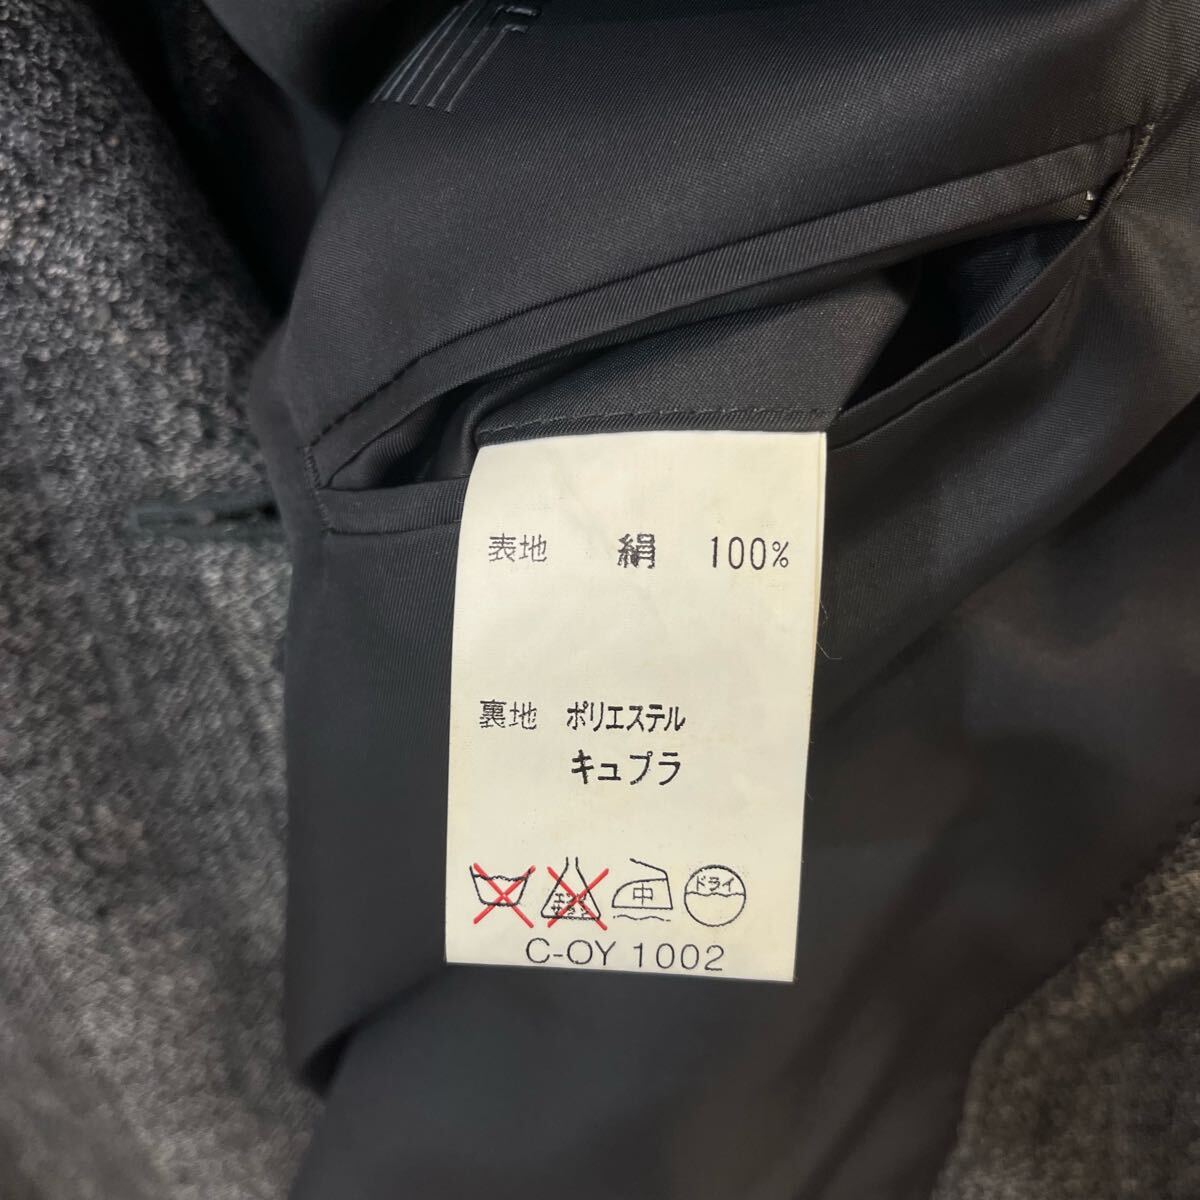 表地 絹 100%
裏地 ポリエステル
キュプラ
中 ドライ
C-OY 1002